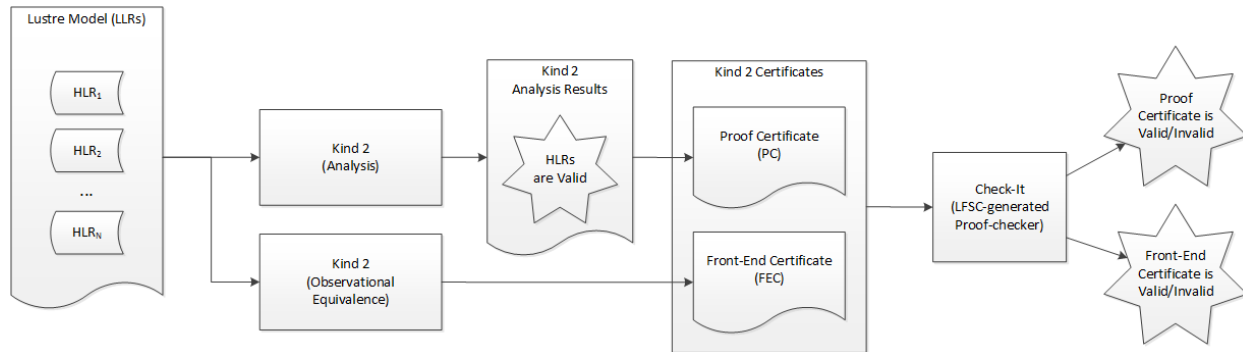 Lustre Model (LLRs)
HLR1
HLR2
...
HLRN
Kind 2
(Analysis)
Kind 2
(Observational
Equivalence)
Kind 2
Analysis Results
HLRs
are Valid
Kind 2 Certificates
Proof Certificate
(PC)
Front-End Certificate
(FEC)
Check-It
(LFSC-generated
Proof-checker)
Proof
Certificate is
Valid/Invalid
Front-End
Certificate is
Valid/Invalid